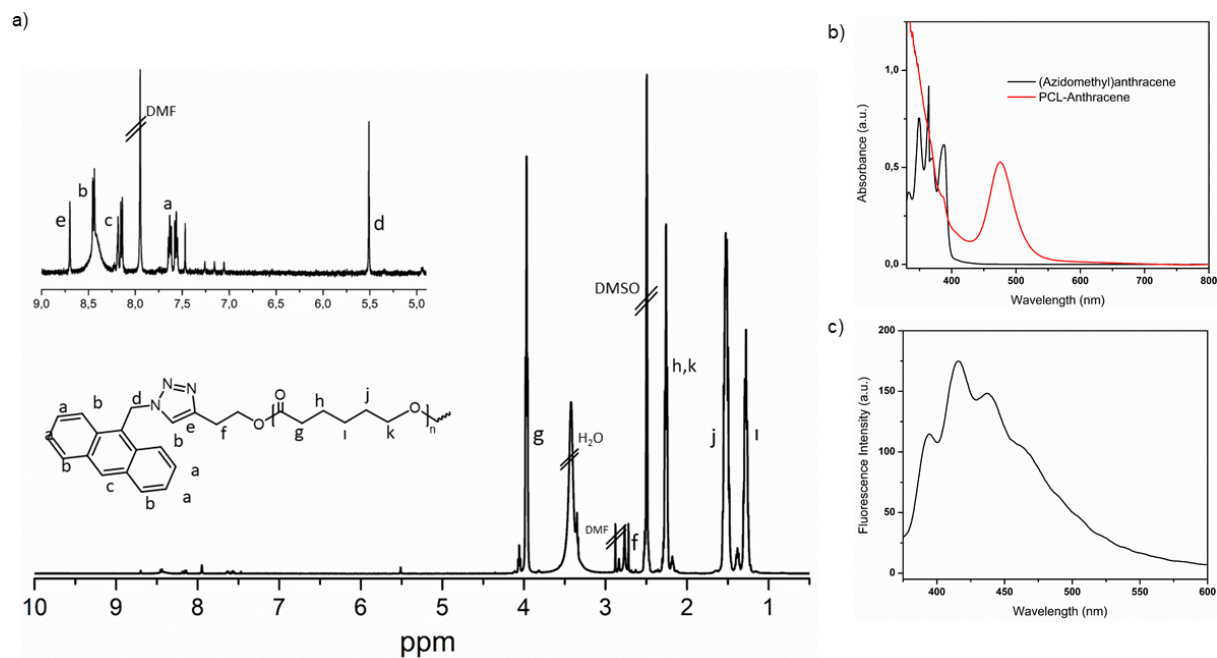 a)
DMF
b
e
c
a
d
9,0 8,5 8,0 7,5 7,0 6,5 6,0 5,5 5,0
DMSO
h,k
g
H₂O
j
ı
DMF
f
N N
N
d
b
a
a
b
c
b
a
a
b
e
f
O
O
g
h
ı
j
k
O
n
10 9 8 7 6 5 4 3 2 1
ppm
b)
Absorbance (a.u.)
1,0
0,5
0,0
(Azidomethyl)anthracene
PCL-Anthracene
400 500 600 700 800
Wavelength (nm)
c)
Fluorescence Intensity (a.u.)
200
150
100
50
0
400 450 500 550 600
Wavelength (nm)